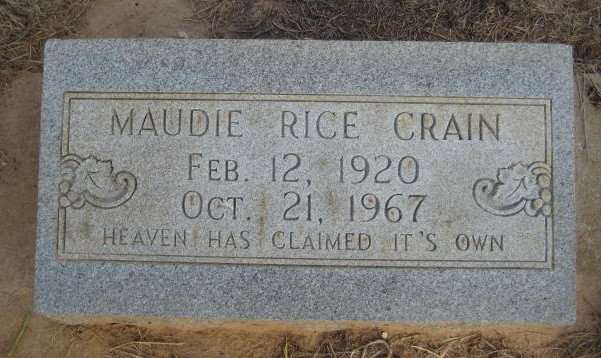 MAUDIE RICE CRAIN
FEB. 12, 1920
OCT. 21, 1967
HEAVEN HAS CLAIMED IT'S OWN